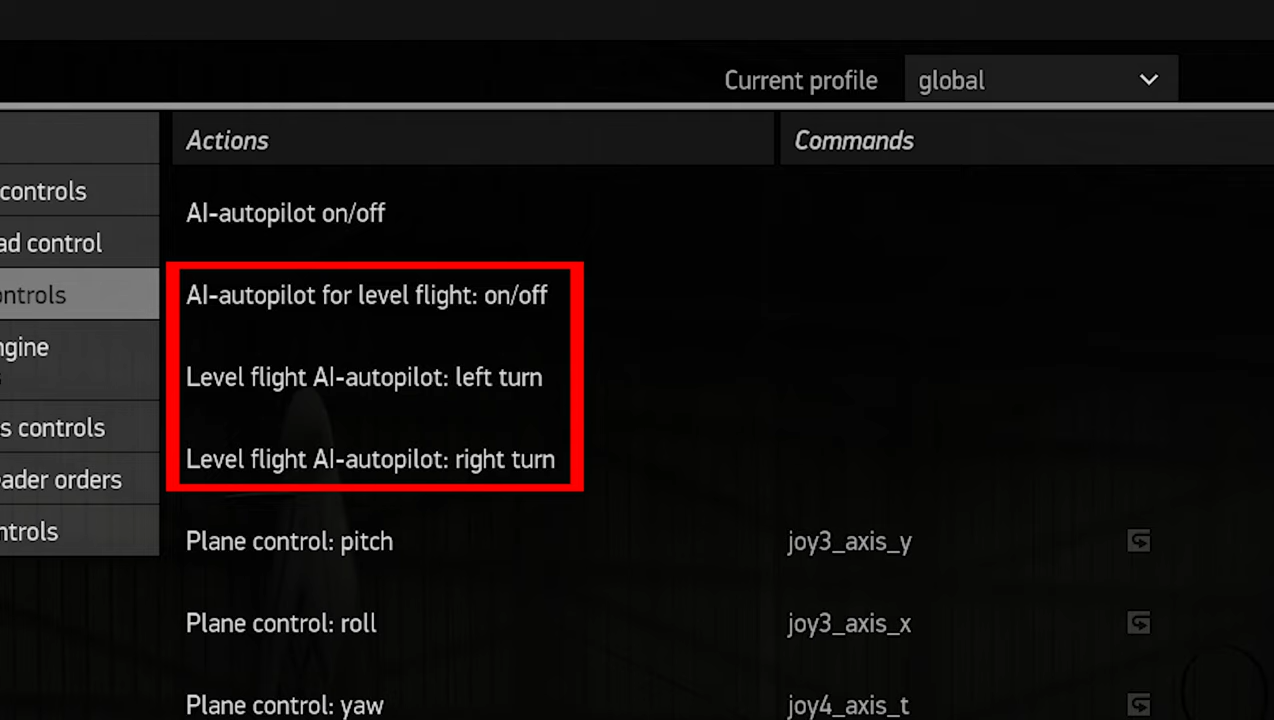 Current profile global
Actions Commands
controls
AI-autopilot on/off
ad control
ontrols
AI-autopilot for level flight: on/off
ngine
Level flight AI-autopilot: left turn
s controls
Level flight AI-autopilot: right turn
eader orders
ntrols
Plane control: pitch joy3_axis_y
Plane control: roll joy3_axis_x
Plane control: yaw joy4_axis_t